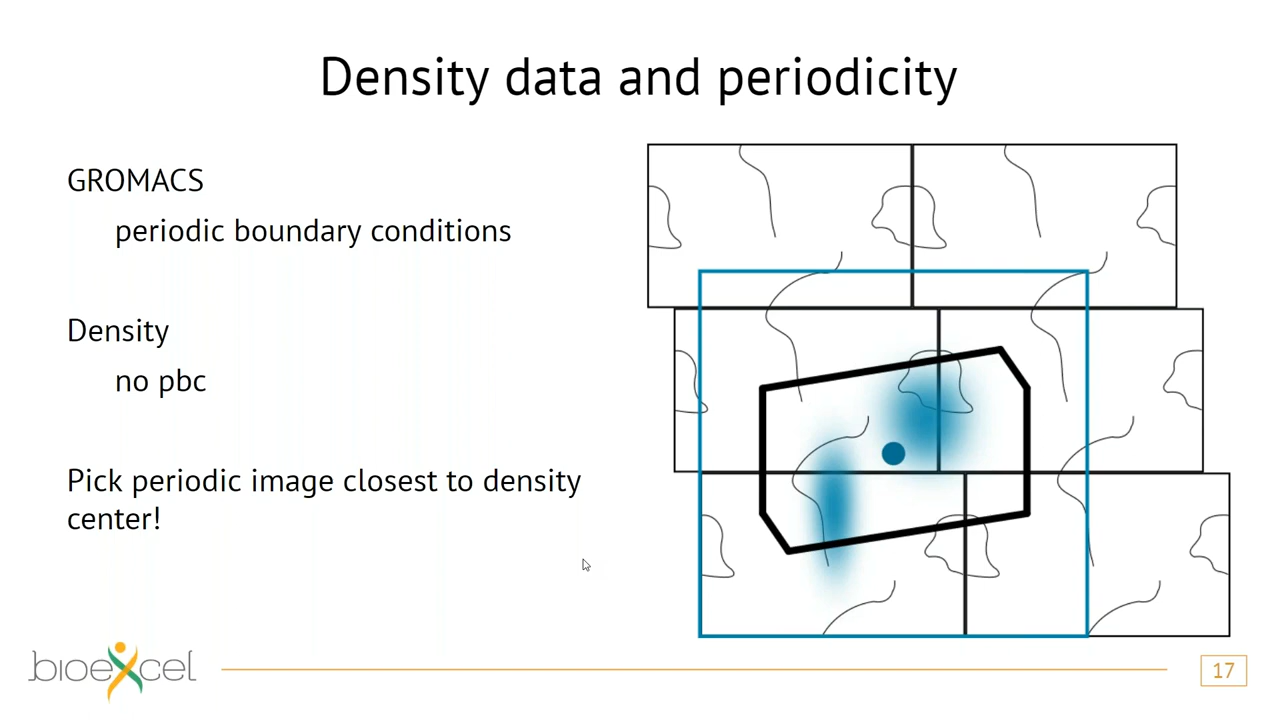 Density data and periodicity
GROMACS
periodic boundary conditions
Density
no pbc
Pick periodic image closest to density
center!
bioexcel
17